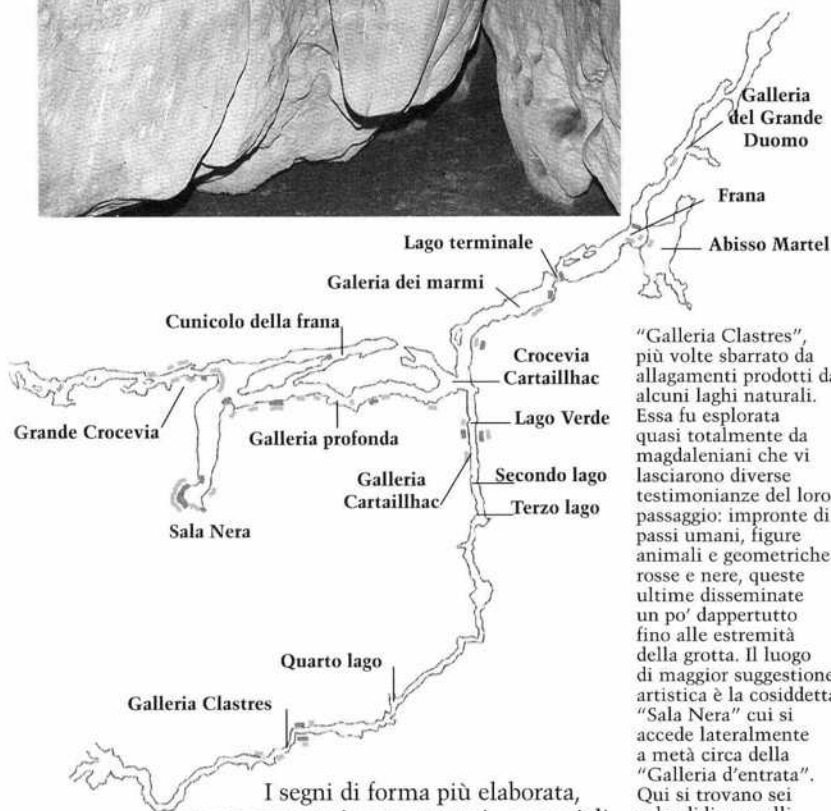 Galleria
del Grande
Duomo
Frana
Abisso Martel
Lago terminale
Galeria dei marmi
Cunicolo della frana
Crocevia
Cartaillhac
Grande Crocevia
Galleria profonda
Lago Verde
Galleria
Cartaillhac
Secondo lago
Terzo lago
Sala Nera
Quarto lago
Galleria Clastres
"Galleria Clastres",
più volte sbarrato da
allagamenti prodotti da
alcuni laghi naturali.
Essa fu esplorata
quasi totalmente da
magdaleniani che vi
lasciarono diverse
testimonianze del loro
passaggio: impronte di
passi umani, figure
animali e geometriche
rosse e nere, queste
ultime disseminate
un po' dappertutto
fino alle estremità
della grotta. Il luogo
di maggior suggestione
artistica è la cosiddetta
"Sala Nera" cui si
accede lateralmente
a metà circa della
"Galleria d'entrata".
Qui si trovano sei
I segni di forma più elaborata,